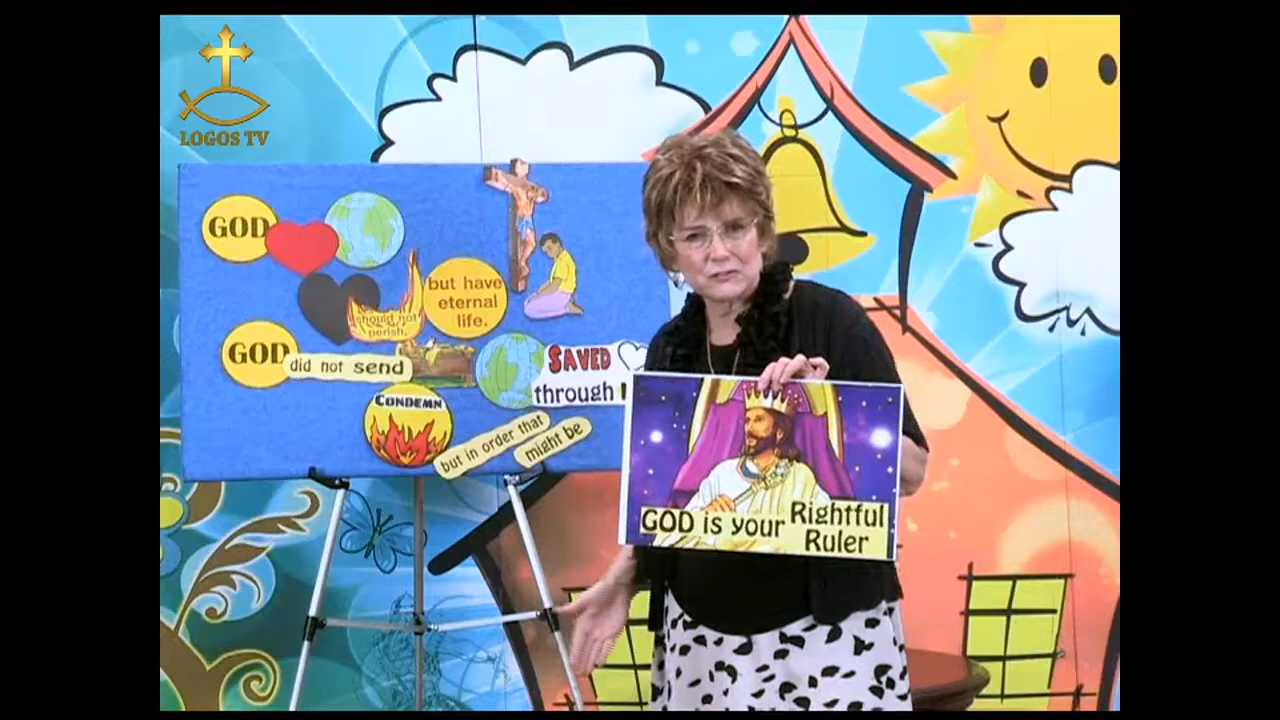 LOGOS TV
GOD
but have
eternal
life.
should not
perish.
GOD
did not send
SAVED
through
CONDEMN
but in order that
might be
GOD is your
Rightful
Ruler